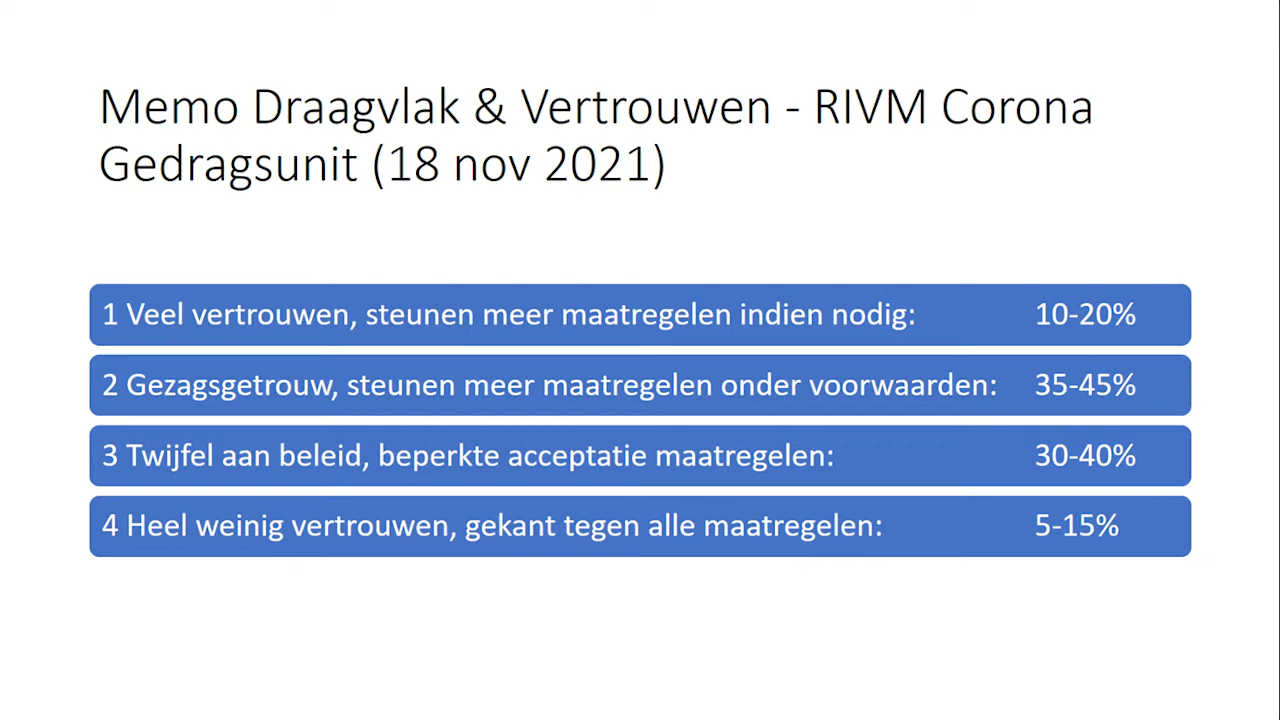 Memo Draagvlak & Vertrouwen - RIVM Corona
Gedragsunit (18 nov 2021)
1 Veel vertrouwen, steunen meer maatregelen indien nodig: 10-20%
2 Gezagsgetrouw, steunen meer maatregelen onder voorwaarden: 35-45%
3 Twijfel aan beleid, beperkte acceptatie maatregelen: 30-40%
4 Heel weinig vertrouwen, gekant tegen alle maatregelen: 5-15%